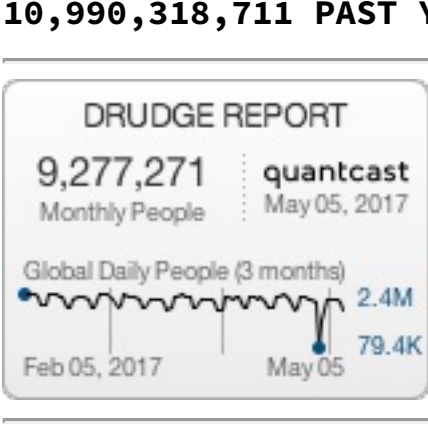 10,990,318,711 PAST
DRUDGE REPORT
9,277,271
Monthly People
quantcast
May 05, 2017
Global Daily People (3 months)
2.4M
79.4K
Feb 05, 2017
May 05